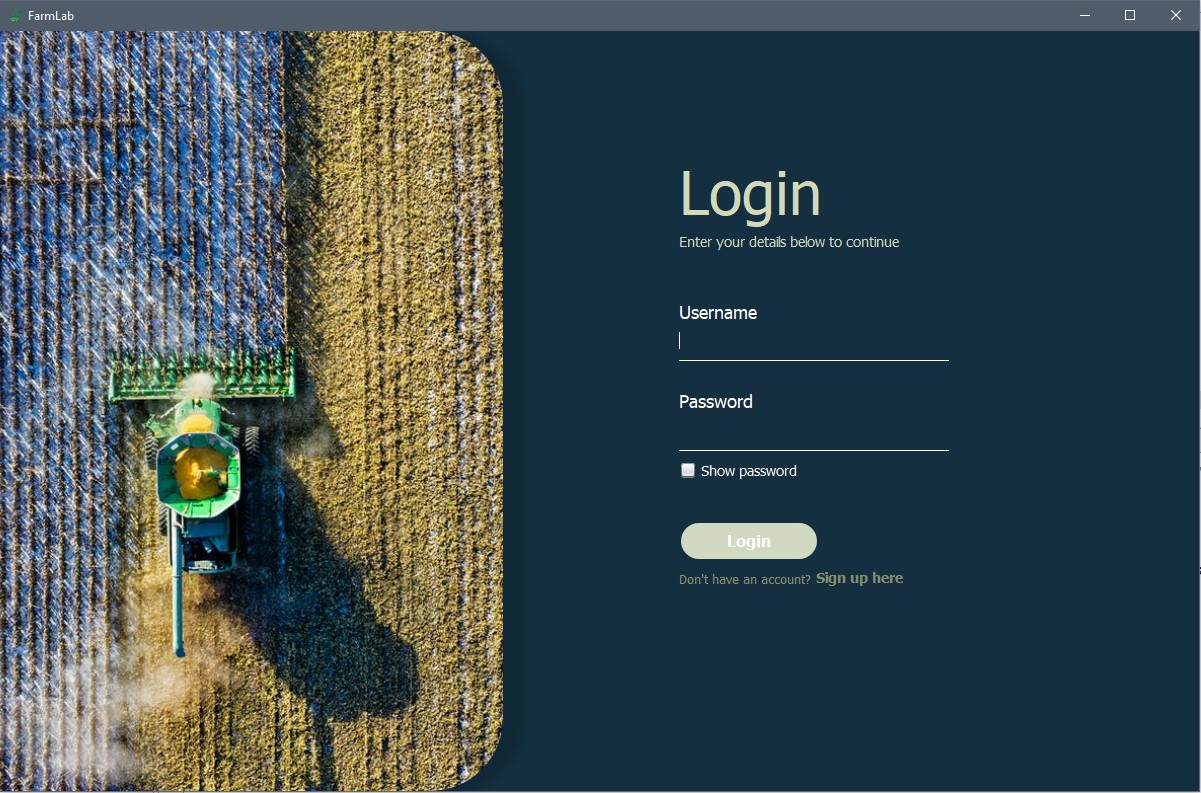 FarmLab
Login
Enter your details below to continue
Username
Password
Show password
Login
Don't have an account? Sign up here